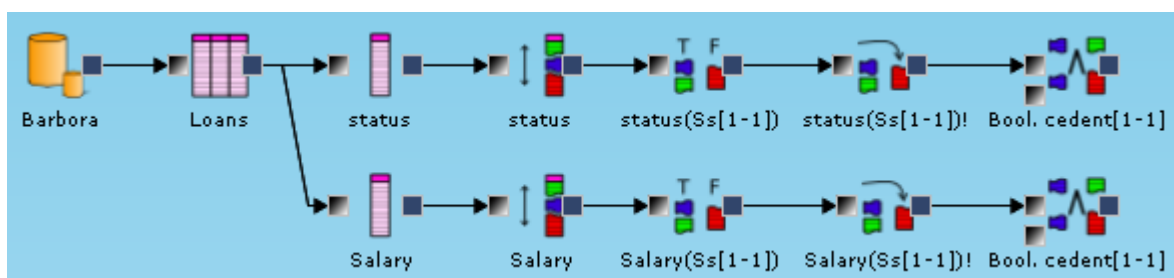 T F
Barbora Loans status status status(Ss[1-1]) status(Ss[1-1])! Bool. cedent[1-1]
T F
Salary Salary Salary(Ss[1-1]) Salary(Ss[1-1])! Bool. cedent[1-1]